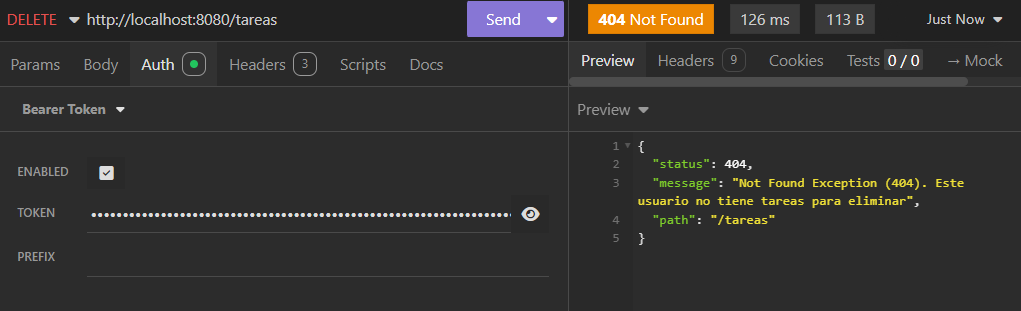 DELETE http://localhost:8080/tareas Send 404 Not Found 126 ms 113 B Just Now
Params Body Auth Headers 3 Scripts Docs
Preview Headers 9 Cookies Tests 0 / 0 → Mock
Bearer Token
Preview
ENABLED
TOKEN ••••••••••••••••••••••••••••••••••••••••••••••••••••••••••••••••••
PREFIX
1 {
2 "status": 404,
3 "message": "Not Found Exception (404). Este
usuario no tiene tareas para eliminar",
4 "path": "/tareas"
5 }